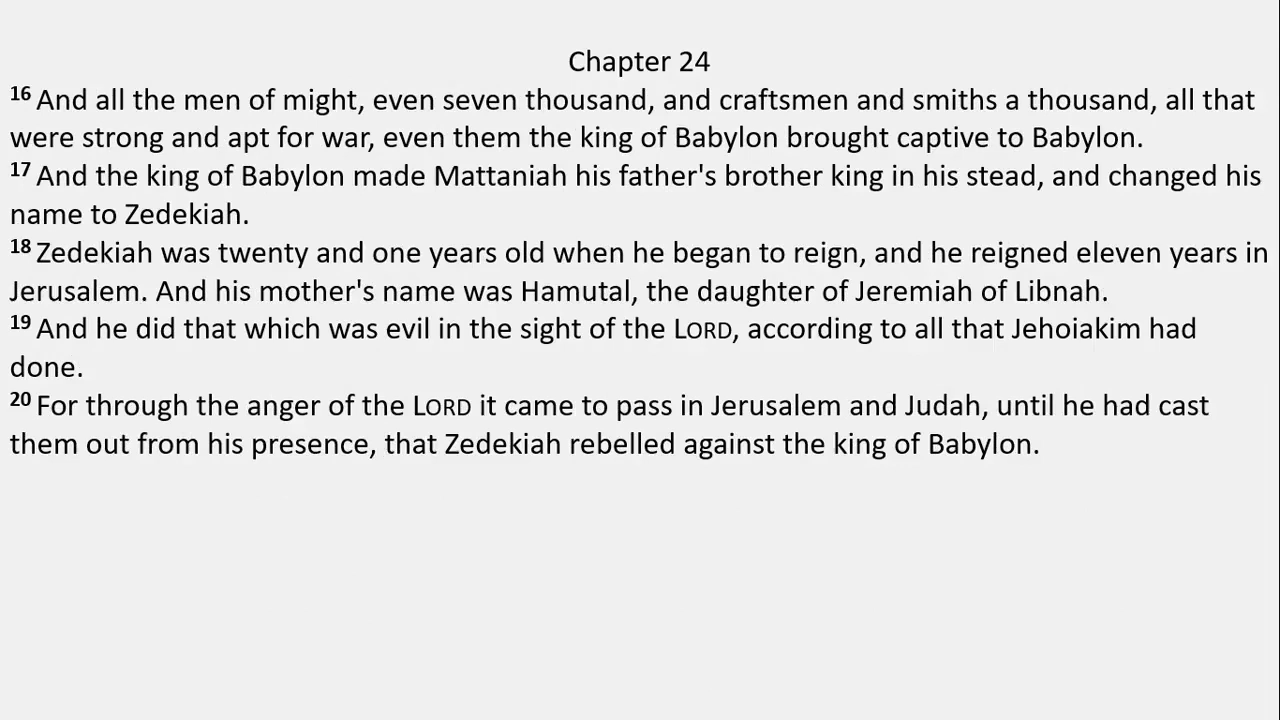 Chapter 24
16 And all the men of might, even seven thousand, and craftsmen and smiths a thousand, all that
were strong and apt for war, even them the king of Babylon brought captive to Babylon.
17 And the king of Babylon made Mattaniah his father's brother king in his stead, and changed his
name to Zedekiah.
18 Zedekiah was twenty and one years old when he began to reign, and he reigned eleven years in
Jerusalem. And his mother's name was Hamutal, the daughter of Jeremiah of Libnah.
19 And he did that which was evil in the sight of the LORD, according to all that Jehoiakim had
done.
20 For through the anger of the LORD it came to pass in Jerusalem and Judah, until he had cast
them out from his presence, that Zedekiah rebelled against the king of Babylon.